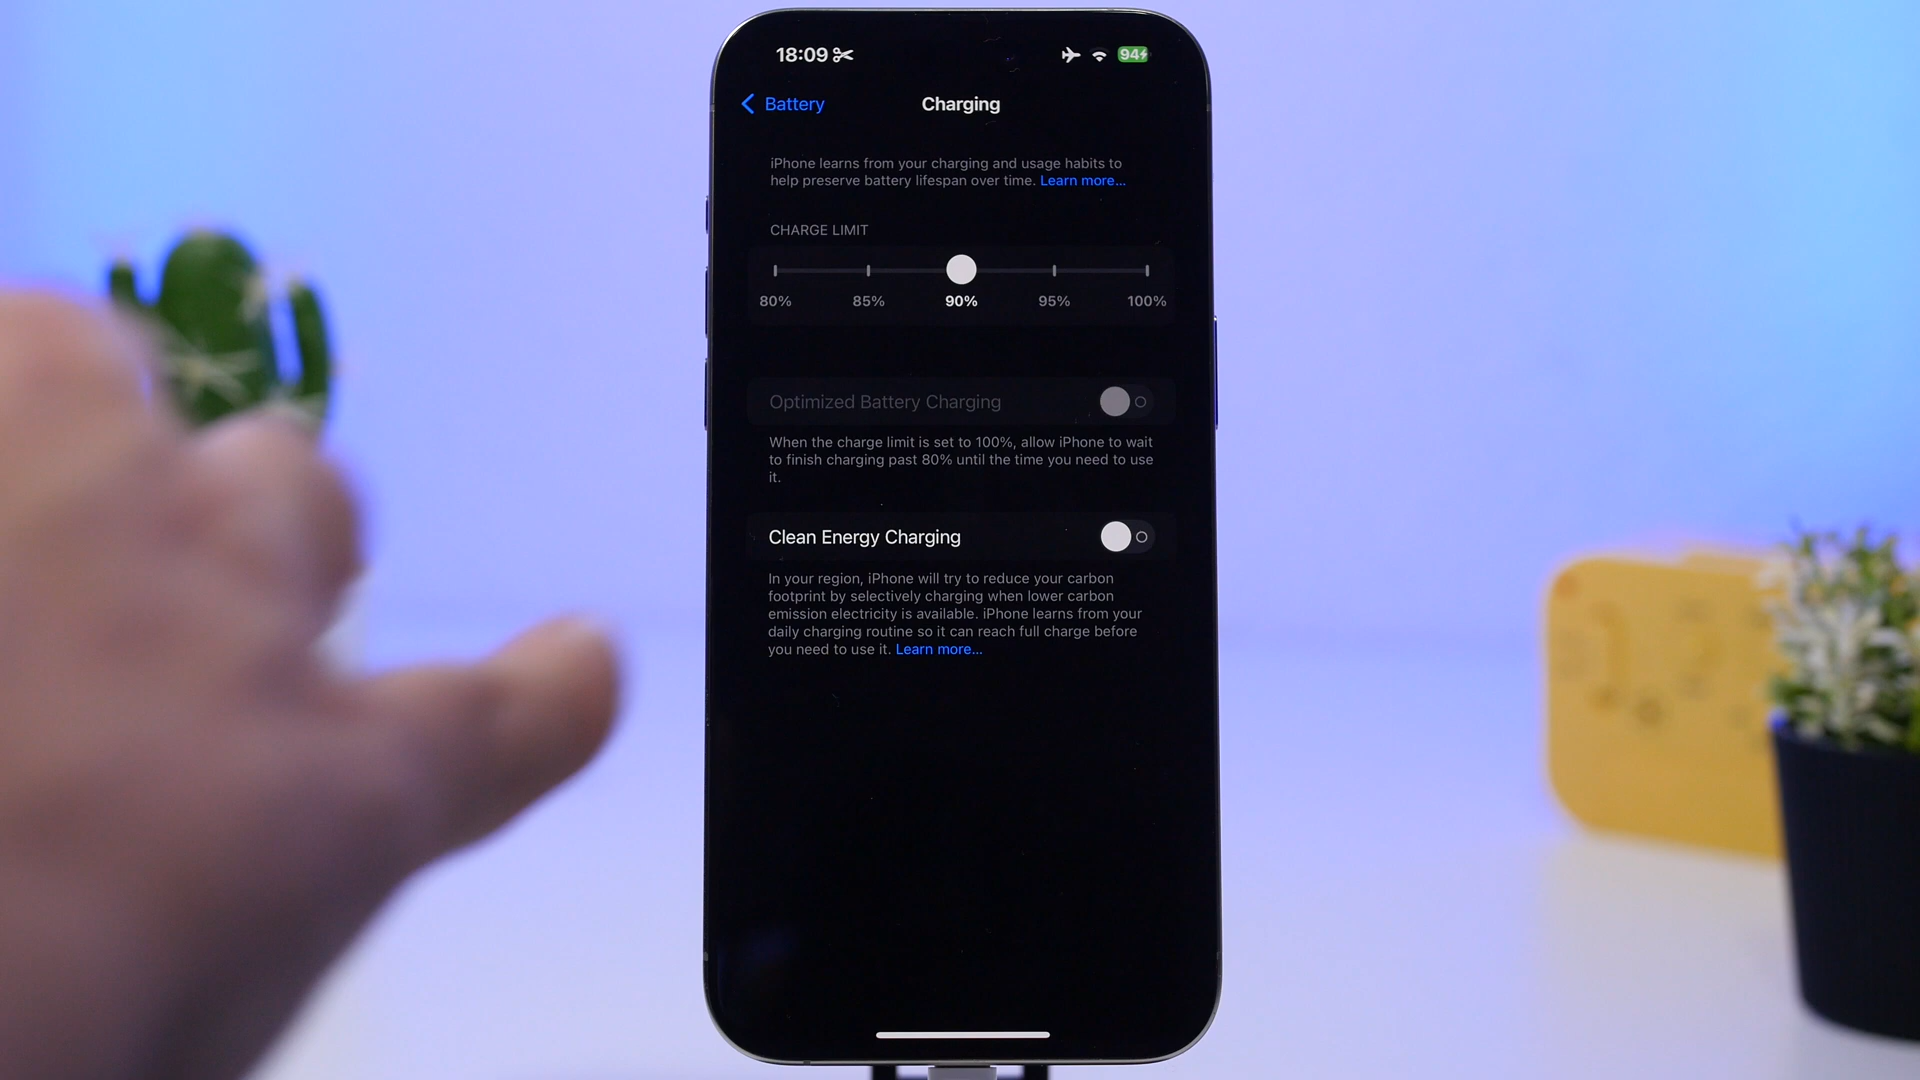 18:09
94
Battery
Charging
iPhone learns from your charging and usage habits to
help preserve battery lifespan over time. Learn more...
CHARGE LIMIT
80% 85% 90% 95% 100%
Optimized Battery Charging
When the charge limit is set to 100%, allow iPhone to wait
to finish charging past 80% until the time you need to use
it.
Clean Energy Charging
In your region, iPhone will try to reduce your carbon
footprint by selectively charging when lower carbon
emission electricity is available. iPhone learns from your
daily charging routine so it can reach full charge before
you need to use it. Learn more...